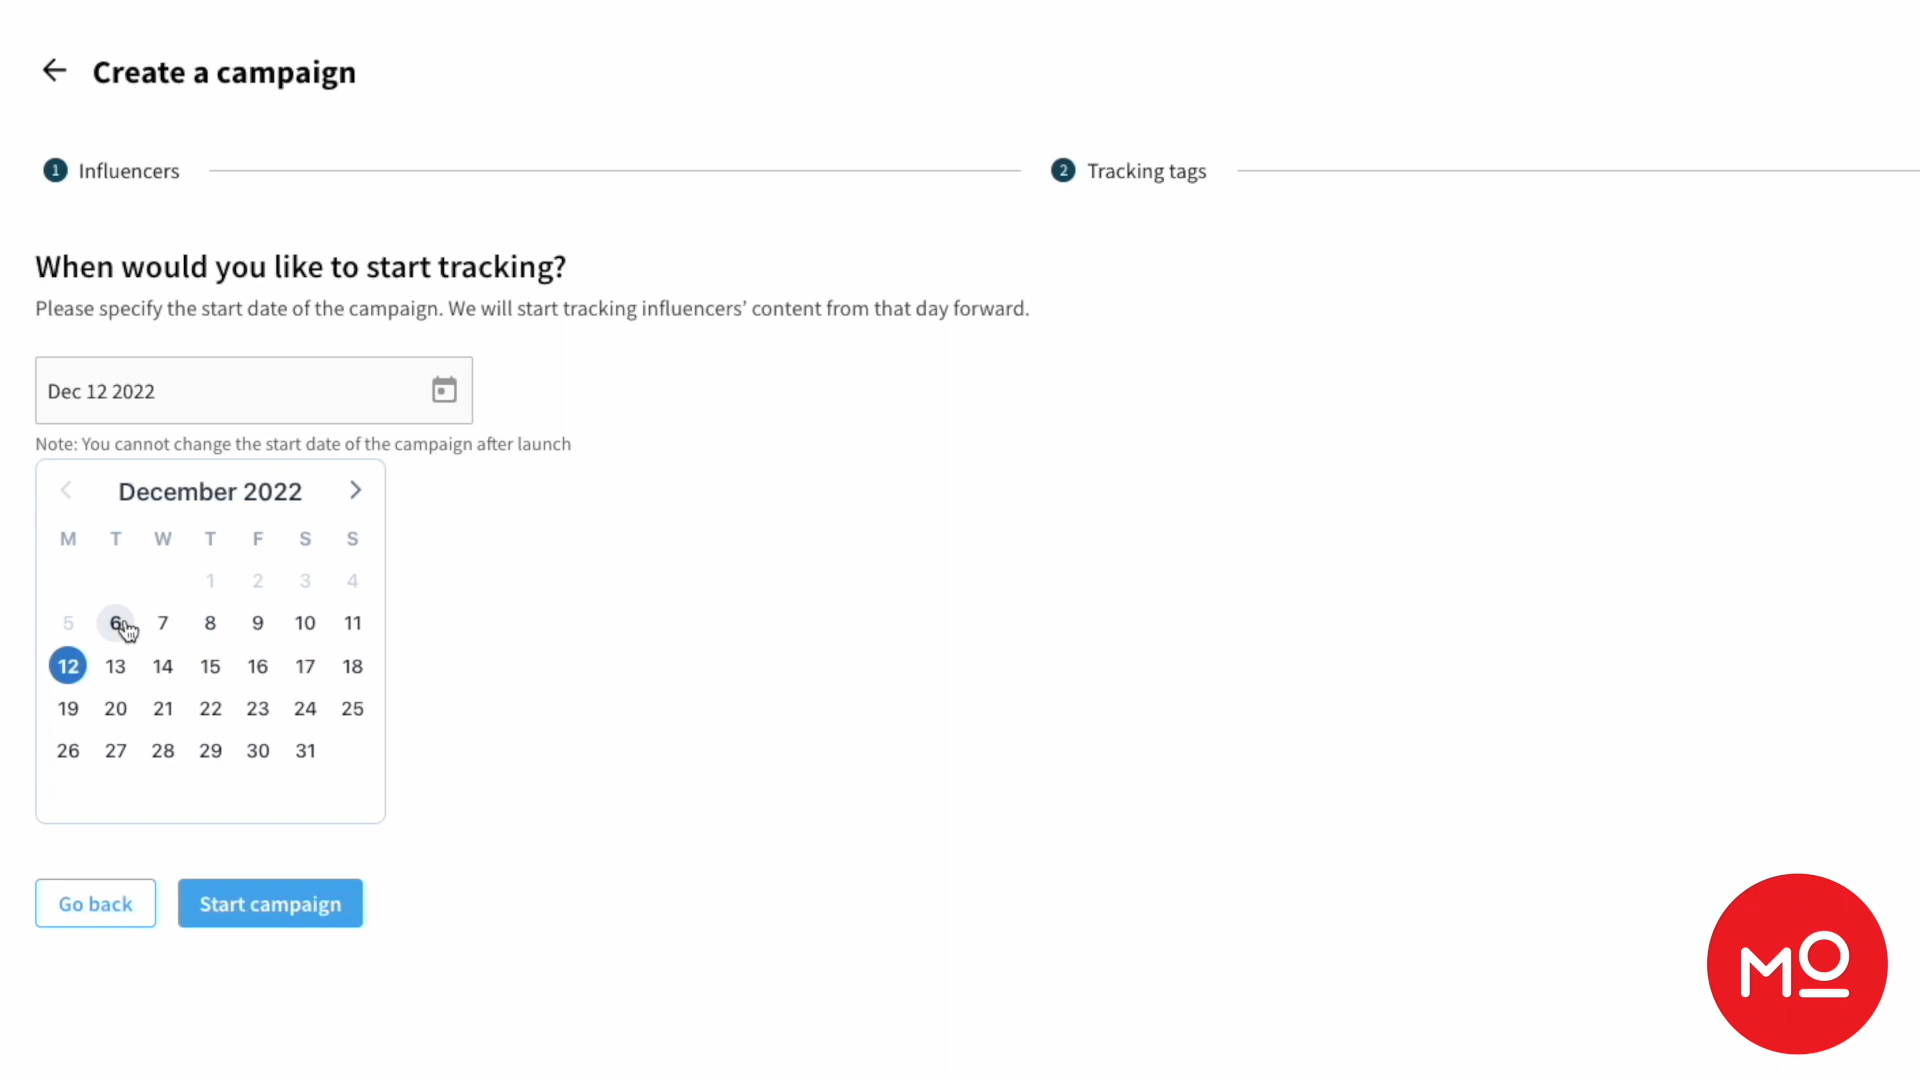 Create a campaign
1 Influencers 2 Tracking tags
When would you like to start tracking?
Please specify the start date of the campaign. We will start tracking influencers’ content from that day forward.
Dec 12 2022
Note: You cannot change the start date of the campaign after launch
December 2022
M T W T F S S
1 2 3 4
5 6 7 8 9 10 11
12 13 14 15 16 17 18
19 20 21 22 23 24 25
26 27 28 29 30 31
Go back Start campaign
MO